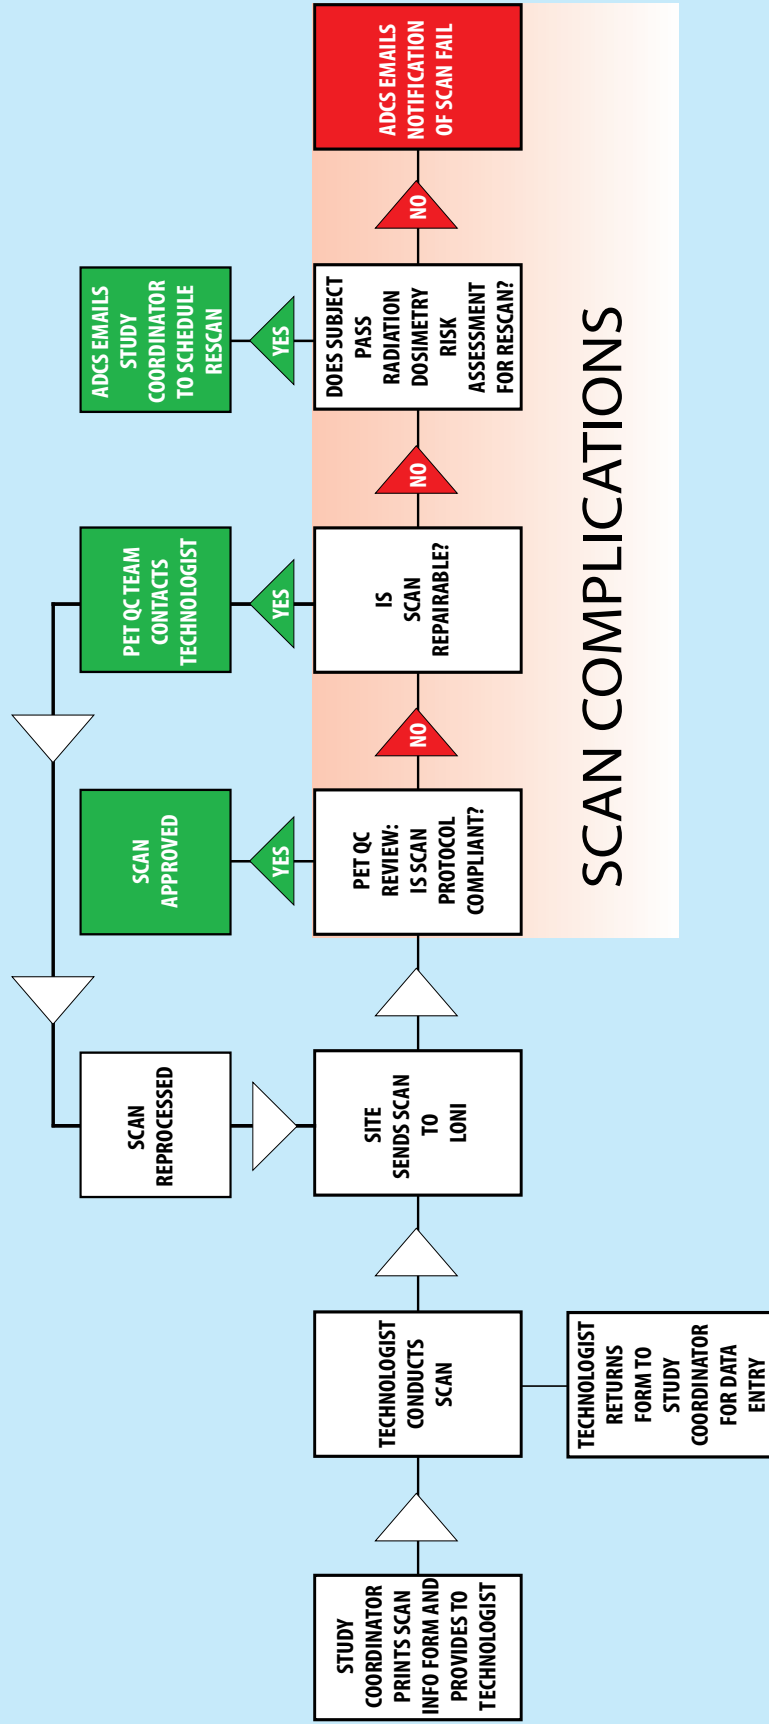 STUDY
COORDINATOR
PRINTS SCAN
INFO FORM AND
PROVIDES TO
TECHNOLOGIST
TECHNOLOGIST
CONDUCTS
SCAN
TECHNOLOGIST
RETURNS
FORM TO
STUDY
COORDINATOR
FOR DATA
ENTRY
SITE
SENDS SCAN
TO
LONI
SCAN
REPROCESSED
PET QC
REVIEW:
IS SCAN
PROTOCOL
COMPLIANT?
YES
SCAN
APPROVED
NO
IS
SCAN
REPAIRABLE?
YES
PET QC TEAM
CONTACTS
TECHNOLOGIST
NO
DOES SUBJECT
PASS
RADIATION
DOSIMETRY
RISK
ASSESSMENT
FOR RESCAN?
YES
ADCS EMAILS
STUDY
COORDINATOR
TO SCHEDULE
RESCAN
NO
ADCS EMAILS
NOTIFICATION
OF SCAN FAIL
SCAN COMPLICATIONS